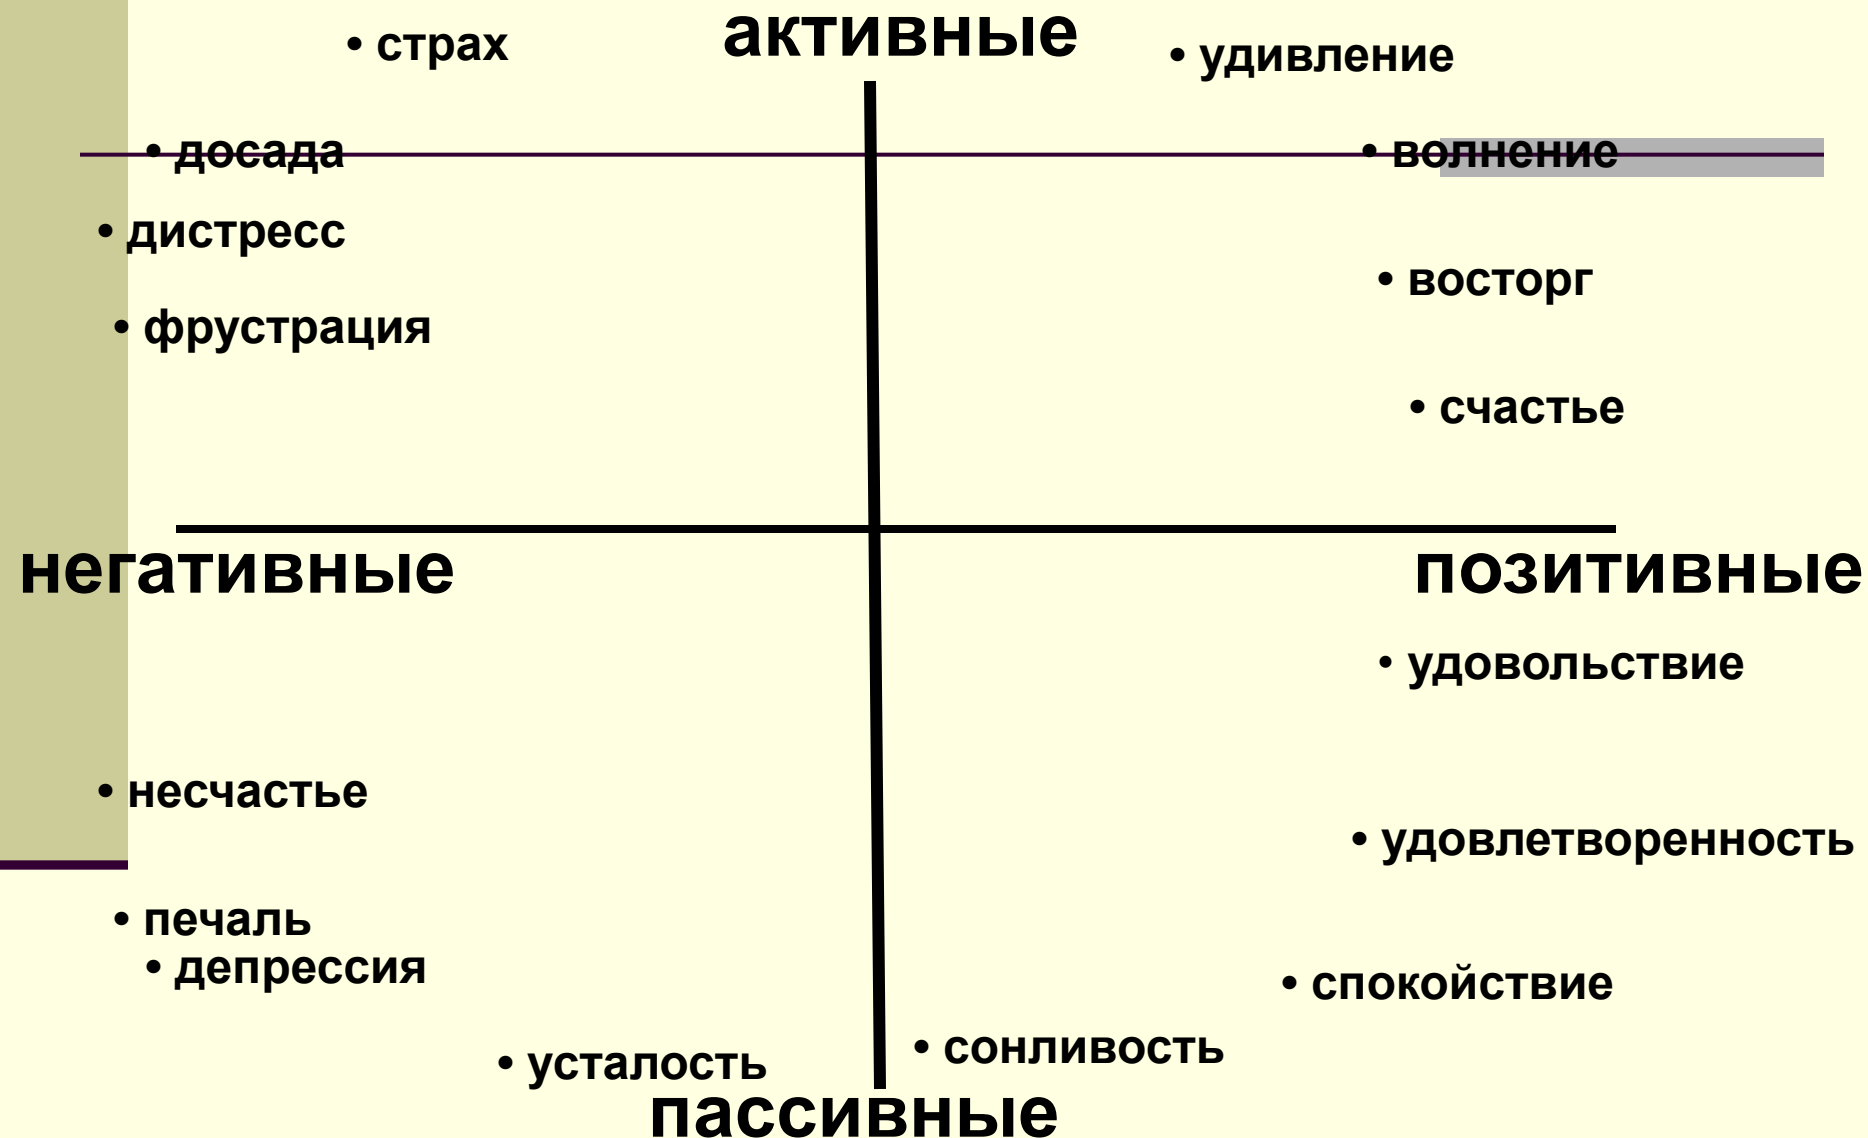 активные
• страх
• удивление
• досада
• волнение
• дистресс
• восторг
• фрустрация
• счастье
негативные
позитивные
• удовольствие
• несчастье
• удовлетворенность
• печаль
• депрессия
• спокойствие
• усталость
• сонливость
пассивные